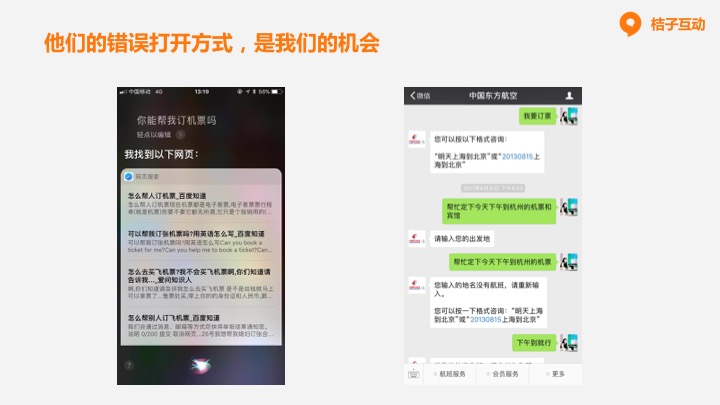 他们的错误打开方式，是我们的机会
桔子互动
中国移动 4G 13:19 56%
你能帮我订机票吗
轻点以编辑
我找到以下网页：
网页搜索
怎么帮人订机票_百度知道
怎么帮人订机票现在机票都是电子客票,电子客票票行程
可以帮我订张机票吗?用英语怎么写_百度知道
可以帮我订张机票吗?用英语怎么写Can you book a
ticket for me?Can you help me to book a ticket?Can...
怎么去买飞机票?我不会买飞机票啊,你们知道请
告诉我..._爱问知识人
怎么帮别人订飞机票_百度知道
微信
中国东方航空
我要订票
您可以按以下格式咨询：
“明天上海到北京”或“20130815上
海到北京”
帮忙定下今天下午到杭州的机票和
宾馆
请输入您的出发地
帮忙定下今天下午到杭州的机票
您输入的地名没有航班，请重新输
入。
您可以按一下格式咨询：“明天上
海到北京”或“20130815上海到北京”
下午到就行
航班服务
会员服务
更多